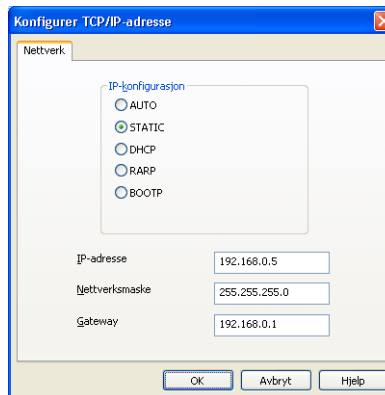 Konfigurer TCP/IP-adresse
Nettverk
IP-konfigurasjon
AUTO
STATIC
DHCP
RARP
BOOTP
IP-adresse
192.168.0.5
Nettverksmaske
255.255.255.0
Gateway
192.168.0.1
OK
Avbryt
Hjelp